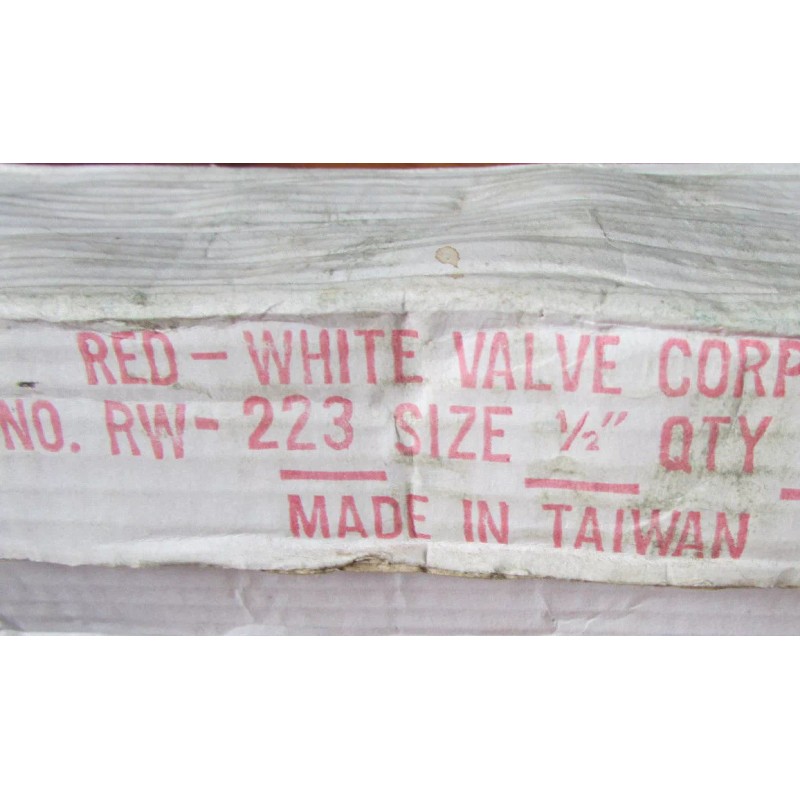 RED-WHITE VALVE CORP
NO. RW-223 SIZE ½" QTY
MADE IN TAIWAN